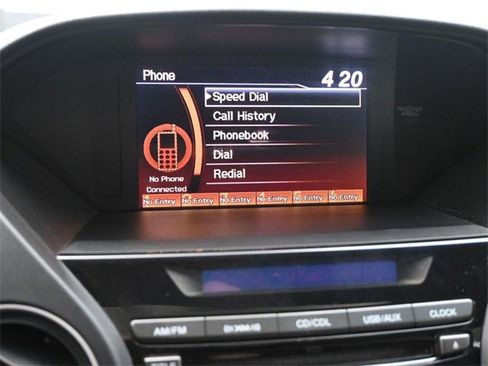 Phone
4 20
Speed Dial
Call History
Phonebook
Dial
Redial
No Phone
Connected
No Entry No Entry No Entry No Entry No Entry No Entry
AM/FM
CD/CDL
USB/AUX
CLOCK